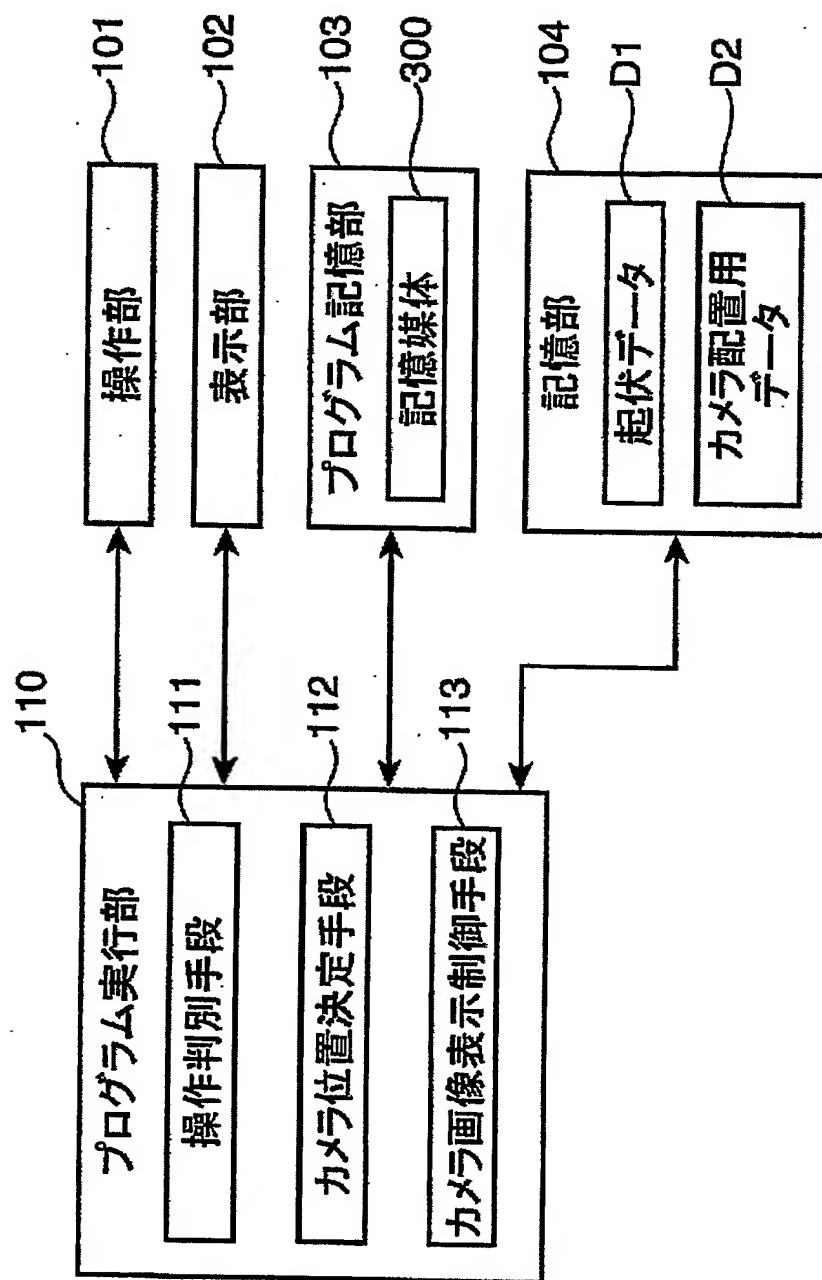 110
プログラム実行部
111
操作判別手段
112
カメラ位置決定手段
113
カメラ画像表示制御手段
101
操作部
102
表示部
103
プログラム記憶部
300
記憶媒体
104
記憶部
D1
起伏データ
D2
カメラ配置用
データ